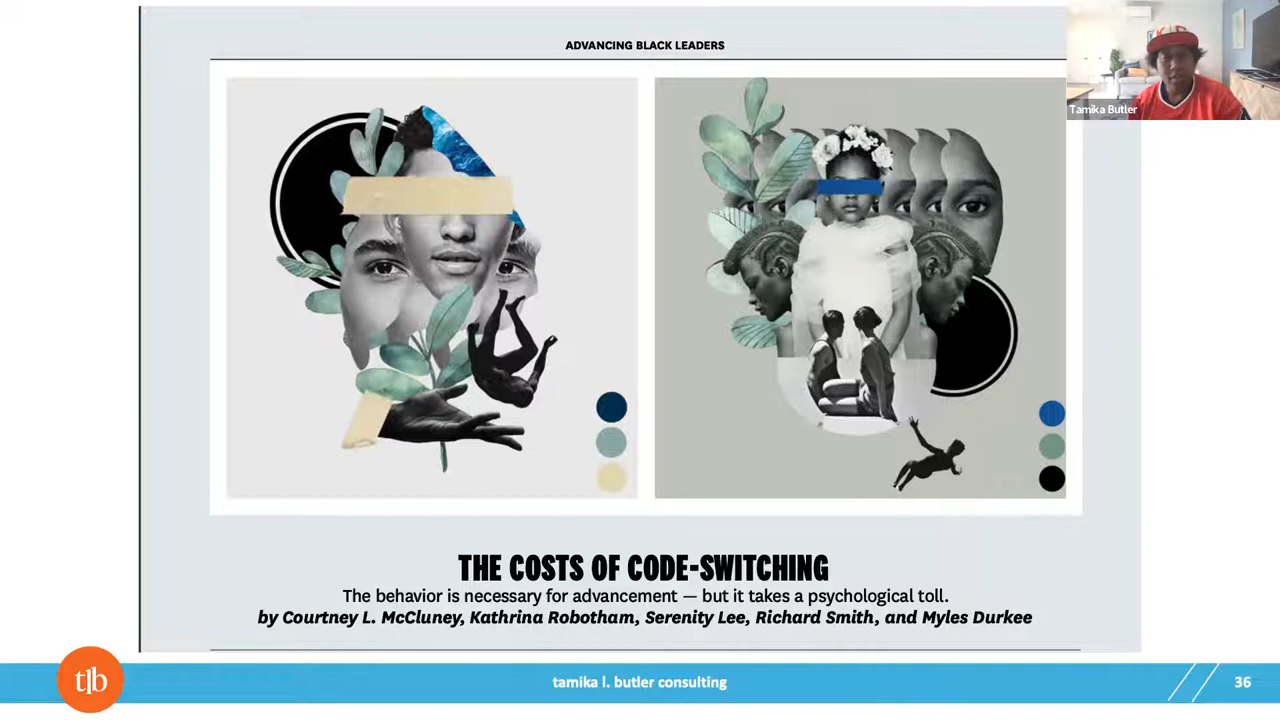 ADVANCING BLACK LEADERS
Tamika Butler
THE COSTS OF CODE-SWITCHING
The behavior is necessary for advancement — but it takes a psychological toll.
by Courtney L. McCluney, Kathrina Robotham, Serenity Lee, Richard Smith, and Myles Durkee
tlb
tamika l. butler consulting
36